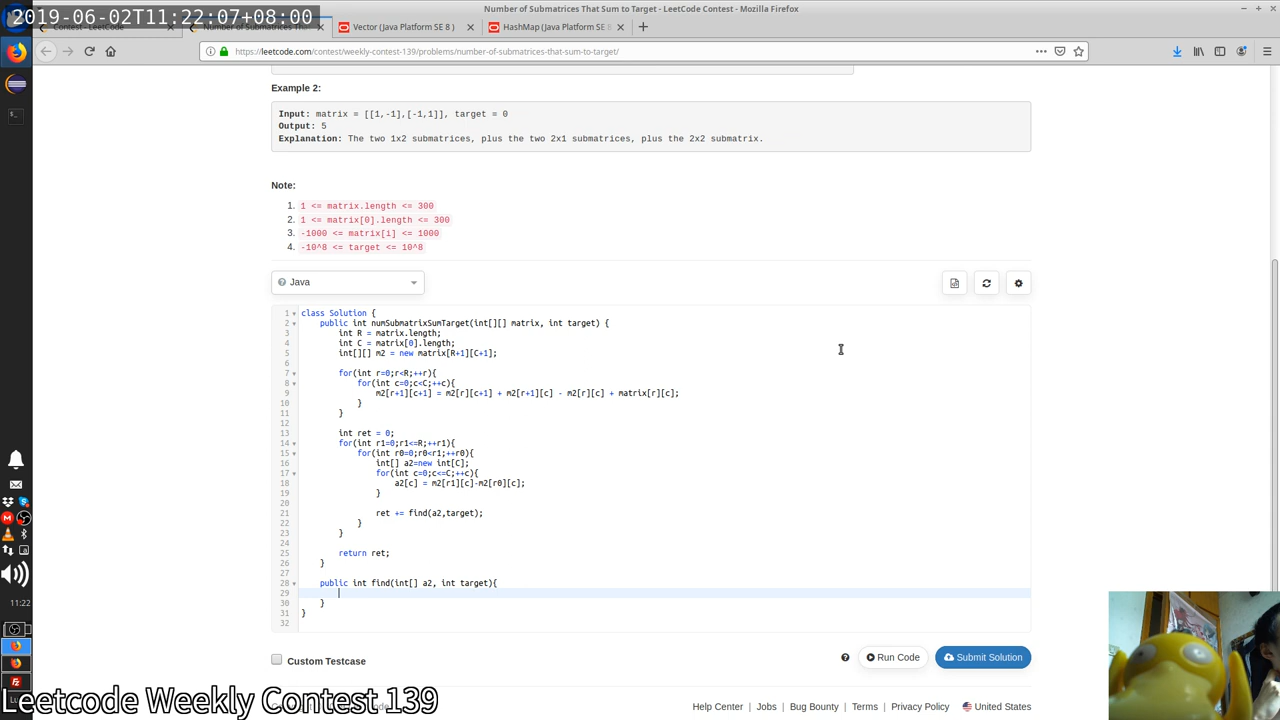 Number of Submatrices That Sum to Target - LeetCode Contest - Mozilla Firefox
2019-06-02T11:22:07+08:00
Vector (Java Platform SE 8 )
HashMap (Java Platform SE 8
https://leetcode.com/contest/weekly-contest-139/problems/number-of-submatrices-that-sum-to-target/
Example 2:
Input: matrix = [[1,-1],[-1,1]], target = 0
Output: 5
Explanation: The two 1x2 submatrices, plus the two 2x1 submatrices, plus the 2x2 submatrix.
Note:
1. 1 <= matrix.length <= 300
2. 1 <= matrix[0].length <= 300
3. -1000 <= matrix[i] <= 1000
4. -10^8 <= target <= 10^8
Java
1 class Solution {
2 public int numSubmatrixSumTarget(int[][] matrix, int target) {
3 int R = matrix.length;
4 int C = matrix[0].length;
5 int[][] m2 = new matrix[R+1][C+1];
6
7 for(int r=0;r<R;++r){
8 for(int c=0;c<C;++c){
9 m2[r+1][c+1] = m2[r][c+1] + m2[r+1][c] - m2[r][c] + matrix[r][c];
10 }
11 }
12
13 int ret = 0;
14 for(int r1=0;r1<=R;++r1){
15 for(int r0=0;r0<r1;++r0){
16 int[] a2=new int[C];
17 for(int c=0;c<=C;++c){
18 a2[c] = m2[r1][c]-m2[r0][c];
19 }
20
21 ret += find(a2,target);
22 }
23 }
24
25 return ret;
26 }
27
28 public int find(int[] a2, int target){
29
30 }
31 }
32
11:22
Custom Testcase
Run Code
Submit Solution
Leetcode Weekly Contest 139
Help Center | Jobs | Bug Bounty | Terms | Privacy Policy
United States